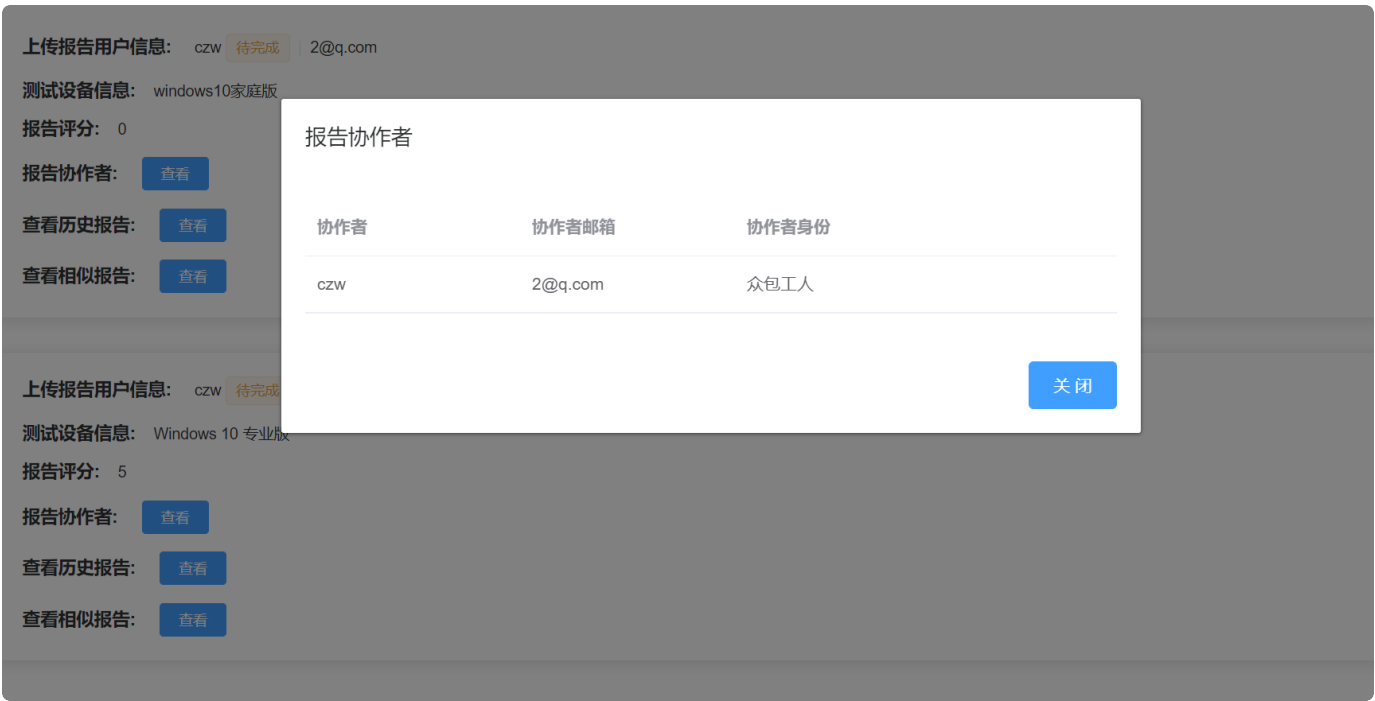 上传报告用户信息: czw 待完成 2@q.com
测试设备信息: windows10家庭版
报告评分: 0
报告协作者: 查看
查看历史报告: 查看
查看相似报告: 查看
报告协作者
协作者 协作者邮箱 协作者身份
czw 2@q.com 众包工人
关 闭
上传报告用户信息: czw 待完成
测试设备信息: Windows 10 专业版
报告评分: 5
报告协作者: 查看
查看历史报告: 查看
查看相似报告: 查看